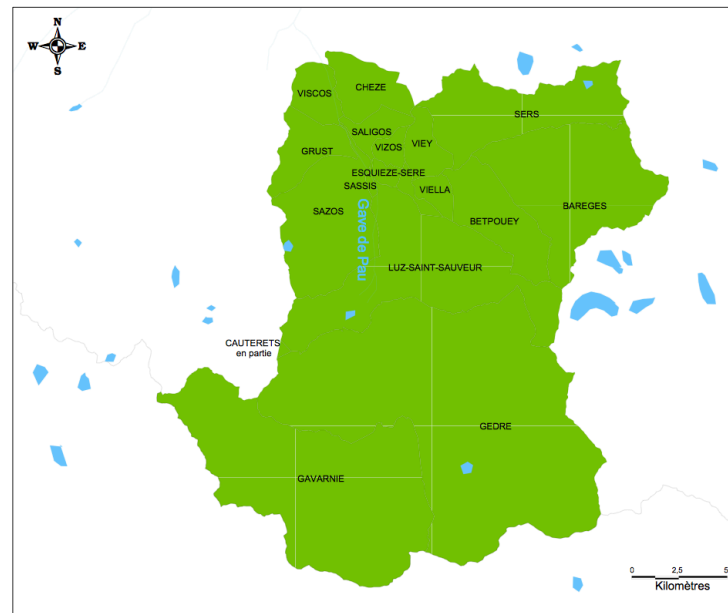 N
W E
S
CHEZE
VISCOS
SERS
SALIGOS
VIZOS
VIEY
GRUST
ESQUIEZE-SERE
SASSIS
VIELLA
BAREGES
SAZOS
BETPOUEY
Gave de Pau
LUZ-SAINT-SAUVEUR
CAUTERETS
en partie
GEDRE
GAVARNIE
0 2,5 5
Kilomètres